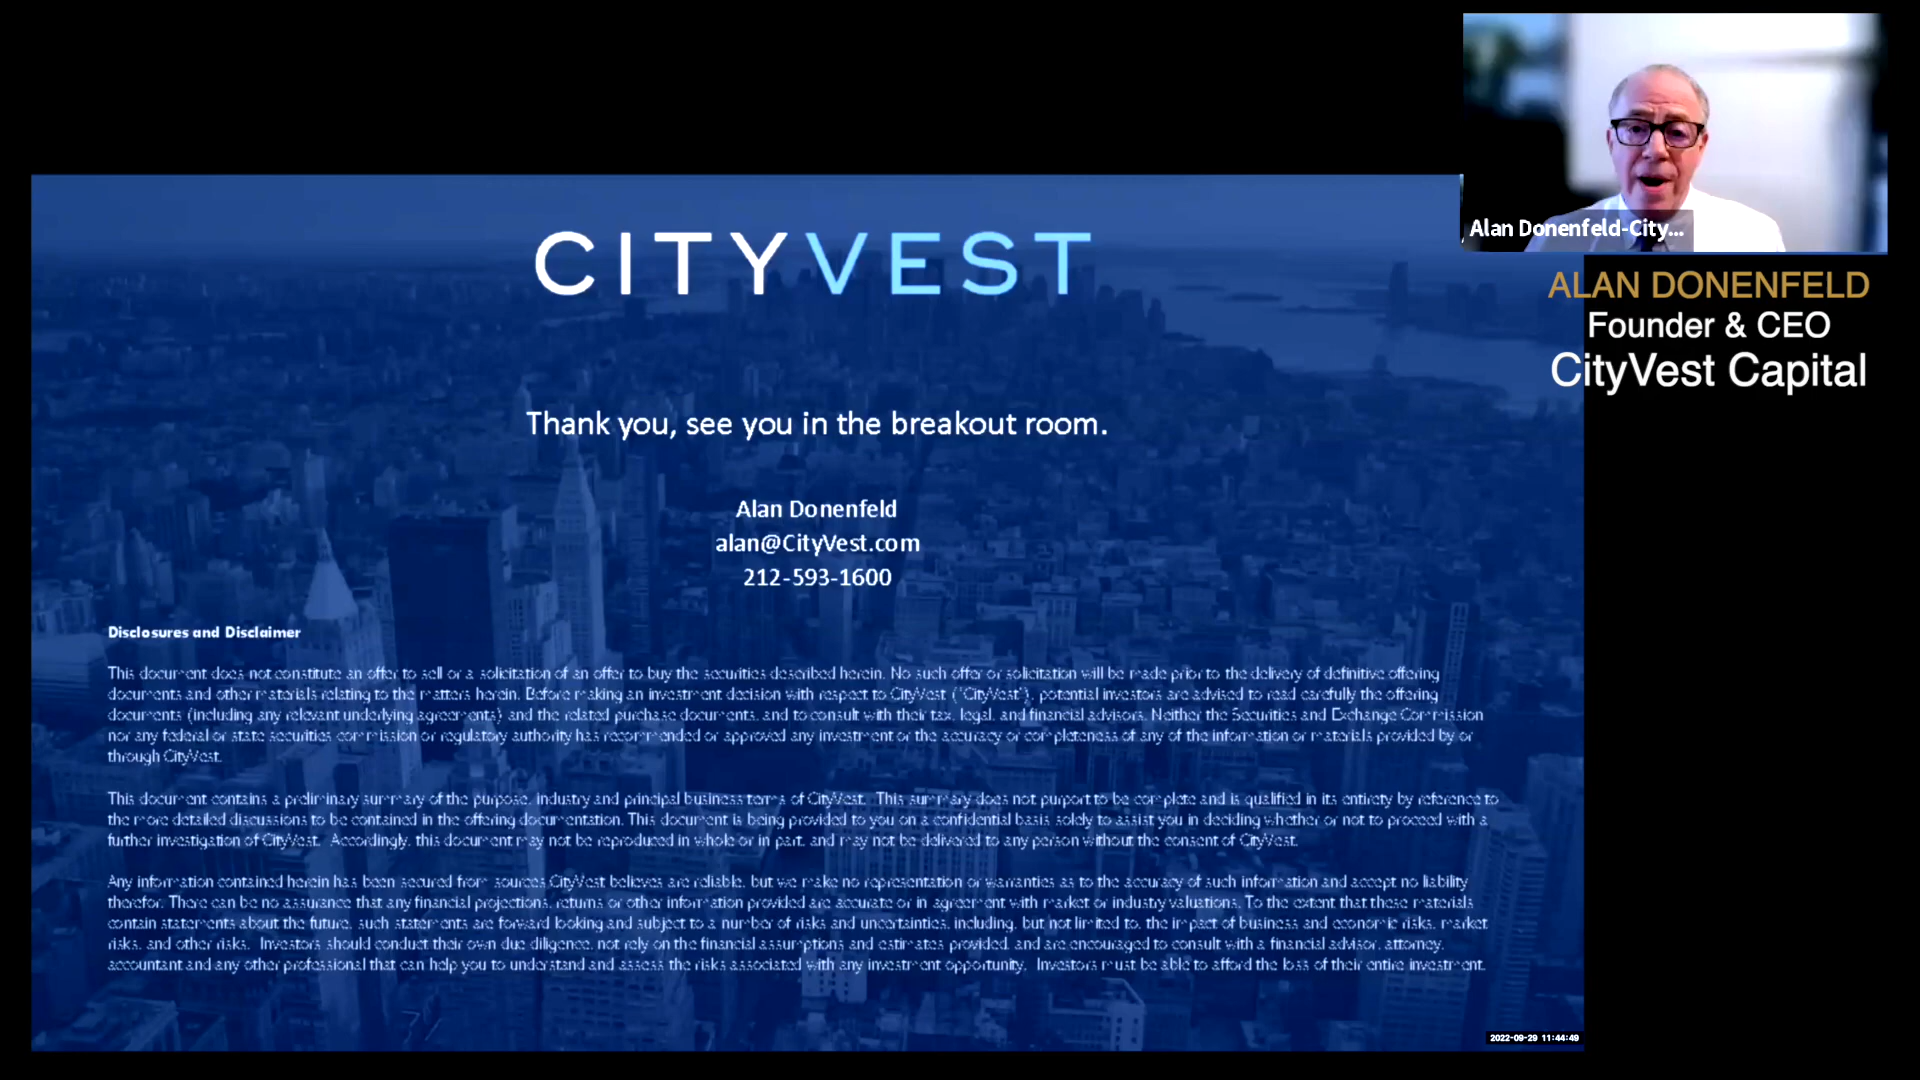 CITYVEST
Thank you, see you in the breakout room.
Alan Donenfeld
alan@CityVest.com
212-593-1600
Disclosures and Disclaimer
This document does not constitute an offer to sell or a solicitation of an offer to buy the securities described herein. No such offer or solicitation will be made prior to the delivery of definitive offering
documents and other materials relating to the matters herein. Before making an investment decision with respect to CityVest ("CityVest"), potential investors are advised to read carefully the offering
documents (including any relevant underlying agreements) and the related purchase documents, and to consult with their tax, legal, and financial advisors. Neither the Securities and Exchange Commission
nor any federal or state securities commission or regulatory authority has recommended or approved any investment or the accuracy or completeness of any of the information or materials provided by or
through CityVest.
This document contains a preliminary summary of the purpose, industry and principal business terms of CityVest. This summary does not purport to be complete and is qualified in its entirety by reference to
the more detailed discussions to be contained in the offering documentation. This document is being provided to you on a confidential basis solely to assist you in deciding whether or not to proceed with a
further investigation of CityVest. Accordingly, this document may not be reproduced in whole or in part, and may not be delivered to any person without the consent of CityVest.
Any information contained herein has been secured from sources CityVest believes are reliable, but we make no representation or warranties as to the accuracy of such information and accept no liability
therefor. There can be no assurance that any financial projections, returns or other information provided are accurate or in agreement with market or industry valuations. To the extent that these materials
contain statements about the future, such statements are forward looking and subject to a number of risks and uncertainties, including, but not limited to, the impact of business and economic risks, market
risks, and other risks. Investors should conduct their own due diligence, not rely on the financial assumptions and estimates provided, and are encouraged to consult with a financial advisor, attorney,
accountant and any other professional that can help you to understand and assess the risks associated with any investment opportunity. Investors must be able to afford the loss of their entire investment.
2022-09-29 11:44:49
Alan Donenfeld-City...
ALAN DONENFELD
Founder & CEO
CityVest Capital